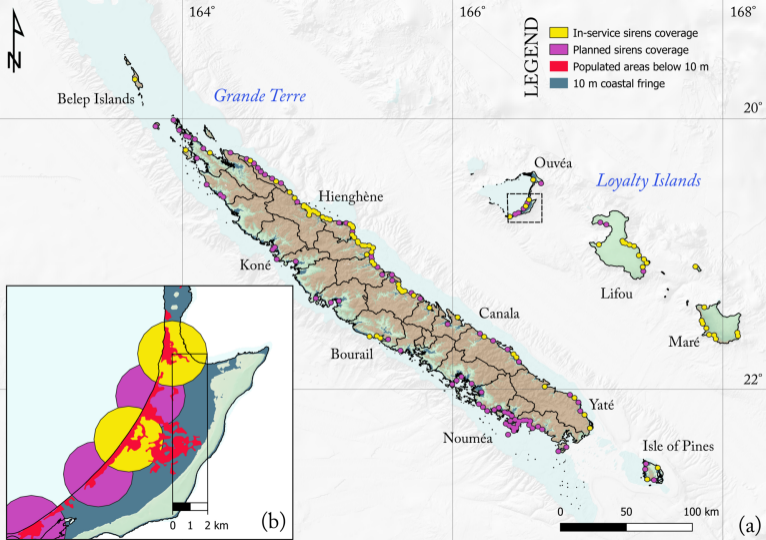 164°
166°
168°
N
LEGEND
In-service sirens coverage
Planned sirens coverage
Populated areas below 10 m
10 m coastal fringe
Belep Islands
Grande Terre
20°
Ouvéa
Loyalty Islands
Hienghène
Koné
Lifou
Canala
Maré
Bourail
22°
Yaté
Nouméa
Isle of Pines
0 1 2 km
(b)
0 50 100 km
(a)